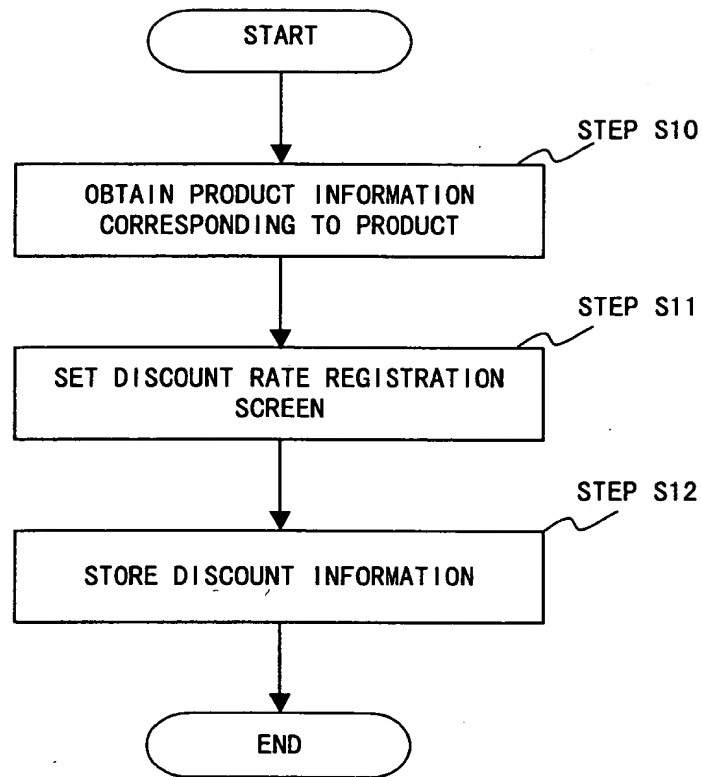 START
STEP S10
OBTAIN PRODUCT INFORMATION
CORRESPONDING TO PRODUCT
STEP S11
SET DISCOUNT RATE REGISTRATION
SCREEN
STEP S12
STORE DISCOUNT INFORMATION
END